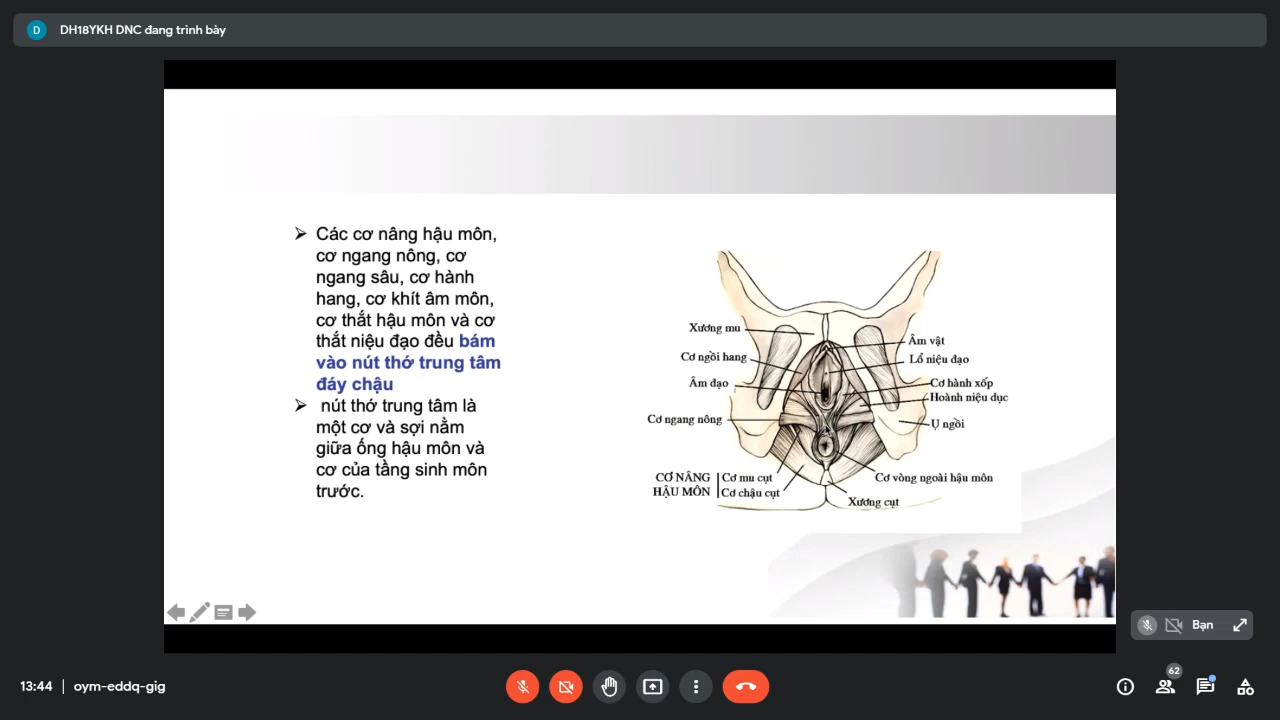 D
DH18YKH DNC đang trình bày
Các cơ nâng hậu môn,
cơ ngang nông, cơ
ngang sâu, cơ hành
hang, cơ khít âm môn,
cơ thắt hậu môn và cơ
thắt niệu đạo đều bám
vào nút thớ trung tâm
đáy chậu
nút thớ trung tâm là
một cơ và sợi nằm
giữa ống hậu môn và
cơ của tầng sinh môn
trước.
Xương mu
Cơ ngồi hang
Âm đạo
Cơ ngang nông
CƠ NÂNG
HẬU MÔN
Cơ mu cụt
Cơ chậu cụt
Âm vật
Lổ niệu đạo
Cơ hành xốp
Hoành niệu dục
Ụ ngồi
Cơ vòng ngoài hậu môn
Xương cụt
Bạn
13:44 | oym-eddq-gig
62